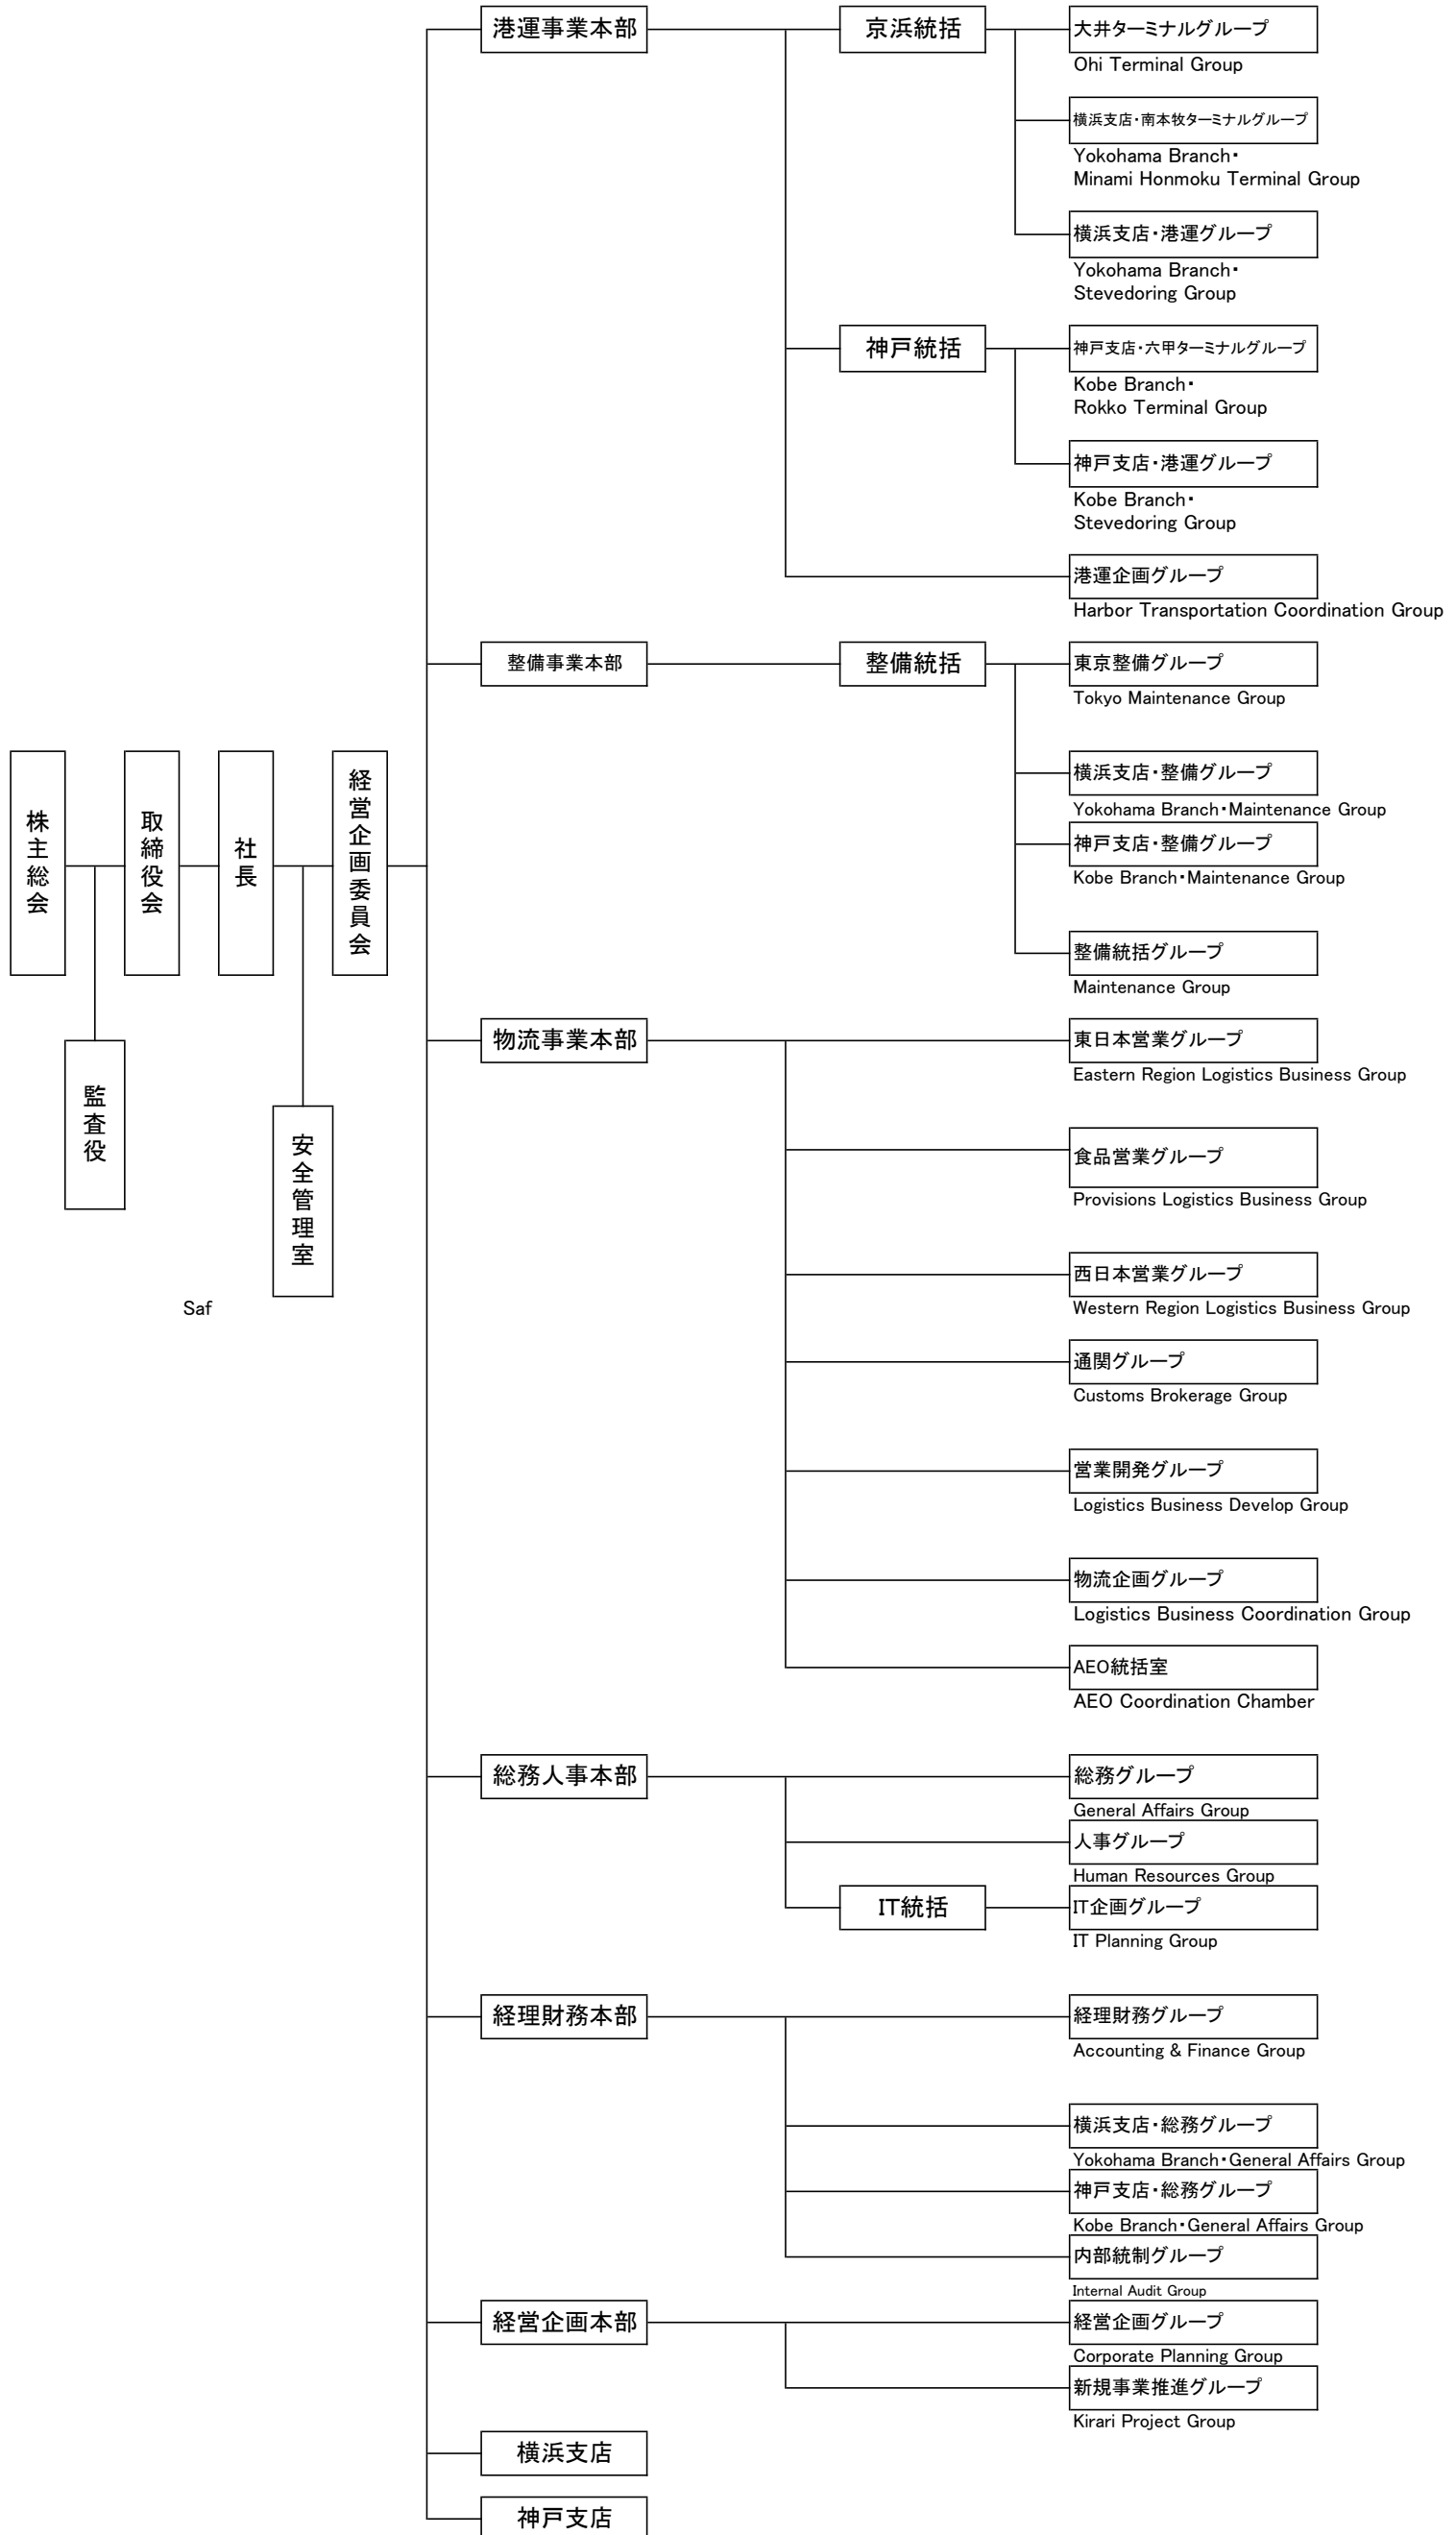 港運事業本部
京浜統括
大井ターミナルグループ
Ohi Terminal Group
横浜支店・南本牧ターミナルグループ
Yokohama Branch・
Minami Honmoku Terminal Group
横浜支店・港運グループ
Yokohama Branch・
Stevedoring Group
神戸統括
神戸支店・六甲ターミナルグループ
Kobe Branch・
Rokko Terminal Group
神戸支店・港運グループ
Kobe Branch・
Stevedoring Group
港運企画グループ
Harbor Transportation Coordination Group
整備事業本部
整備統括
東京整備グループ
Tokyo Maintenance Group
株主総会
取締役会
社長
経営企画委員会
横浜支店・整備グループ
Yokohama Branch・Maintenance Group
神戸支店・整備グループ
Kobe Branch・Maintenance Group
整備統括グループ
Maintenance Group
監査役
安全管理室
Saf
物流事業本部
東日本営業グループ
Eastern Region Logistics Business Group
食品営業グループ
Provisions Logistics Business Group
西日本営業グループ
Western Region Logistics Business Group
通関グループ
Customs Brokerage Group
営業開発グループ
Logistics Business Develop Group
物流企画グループ
Logistics Business Coordination Group
AEO統括室
AEO Coordination Chamber
総務人事本部
総務グループ
General Affairs Group
人事グループ
Human Resources Group
IT統括
IT企画グループ
IT Planning Group
経理財務本部
経理財務グループ
Accounting & Finance Group
横浜支店・総務グループ
Yokohama Branch・General Affairs Group
神戸支店・総務グループ
Kobe Branch・General Affairs Group
内部統制グループ
Internal Audit Group
経営企画本部
経営企画グループ
Corporate Planning Group
新規事業推進グループ
Kirari Project Group
横浜支店
神戸支店